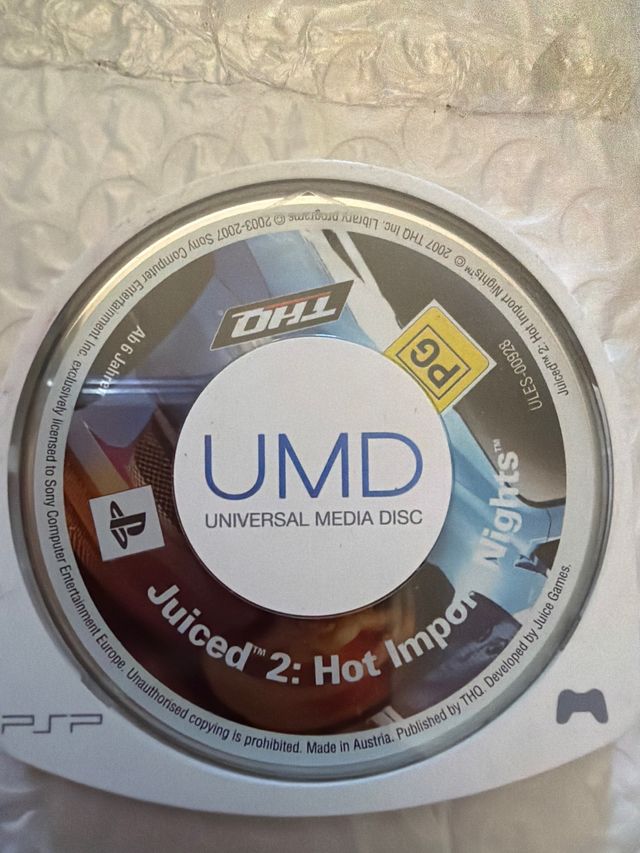 UMD
UNIVERSAL MEDIA DISC
THQ
PG
ULES-00928
Ab 6 Jahren
Juiced™ 2: Hot Import Nights™
Juiced™ 2: Hot Import Nights™ © 2007 THQ Inc. Library programs © 2003-2007 Sony Computer Entertainment Inc. exclusively licensed to Sony Computer Entertainment Europe. Unauthorised copying is prohibited. Made in Austria. Published by THQ. Developed by Juice Games.
PSP